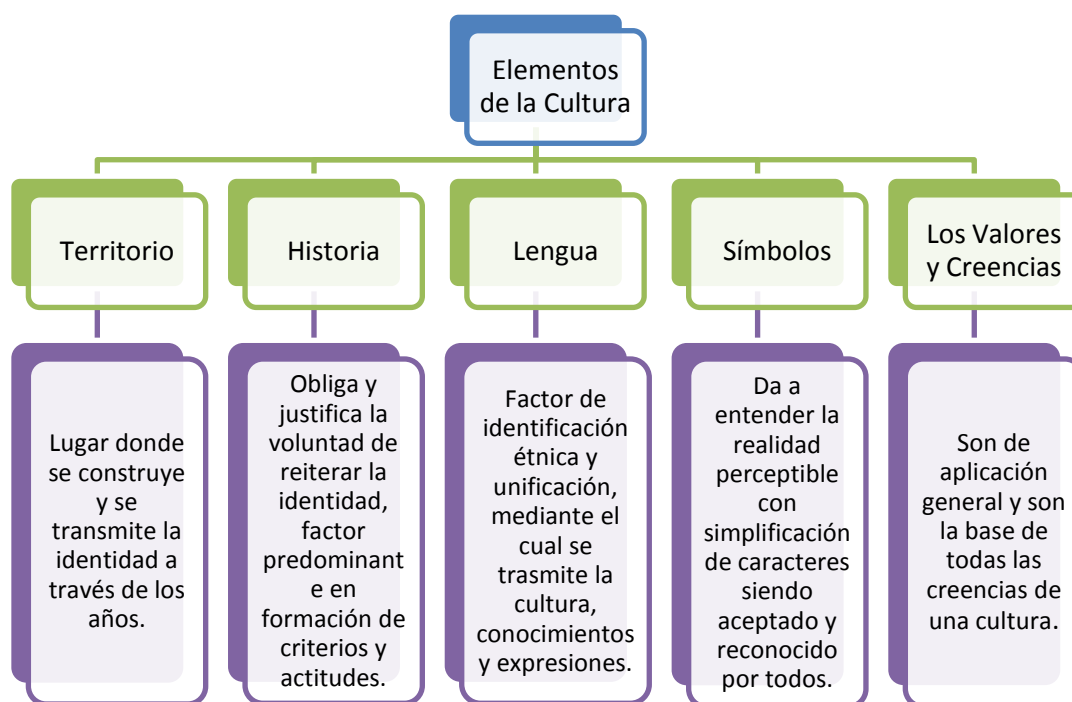 Elementos
de la Cultura
Territorio
Historia
Lengua
Símbolos
Los Valores
y Creencias
Lugar donde
se construye
y se
transmite la
identidad a
través de los
años.
Obliga y
justifica la
voluntad de
reiterar la
identidad,
factor
predominant
e en
formación de
criterios y
actitudes.
Factor de
identificación
étnica y
unificación,
mediante el
cual se
trasmite la
cultura,
conocimientos
y expresiones.
Da a
entender la
realidad
perceptible
con
simplificación
de caracteres
siendo
aceptado y
reconocido
por todos.
Son de
aplicación
general y son
la base de
todas las
creencias de
una cultura.